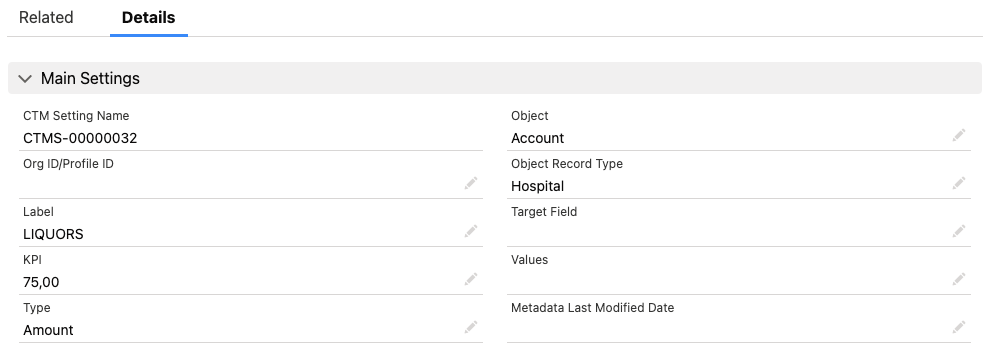 Related
Details
Main Settings
CTM Setting Name
CTMS-00000032
Object
Account
Org ID/Profile ID
Object Record Type
Hospital
Label
LIQUORS
Target Field
KPI
75,00
Values
Type
Amount
Metadata Last Modified Date